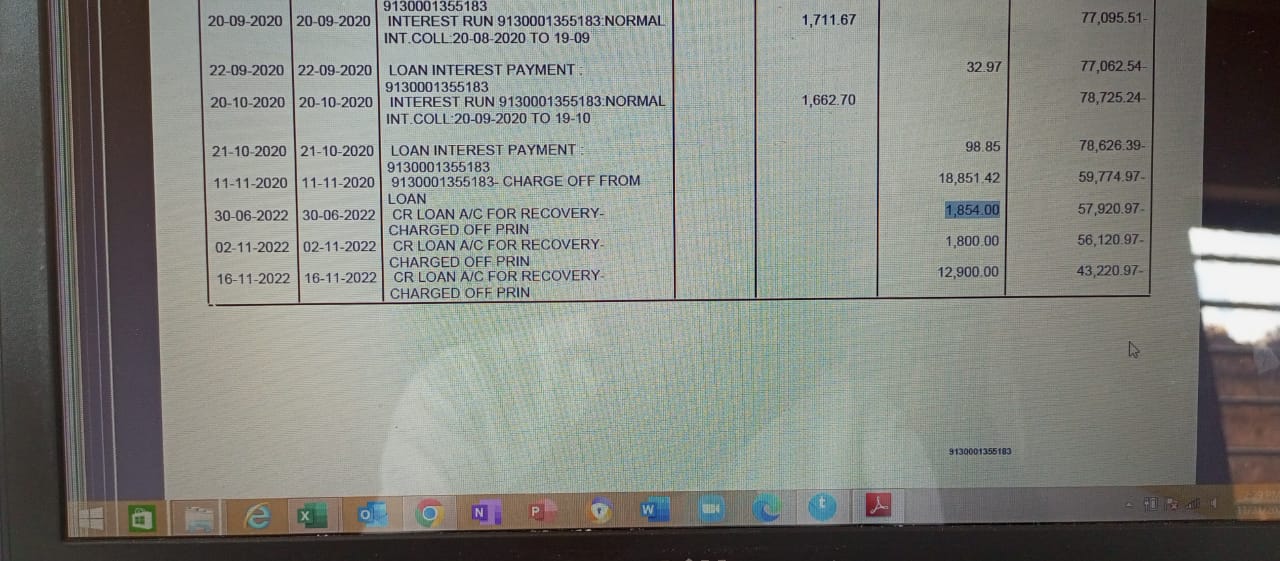 9130001355183
20-09-2020 20-09-2020 INTEREST RUN 9130001355183:NORMAL 1,711.67 77,095.51-
INT.COLL:20-08-2020 TO 19-09
22-09-2020 22-09-2020 LOAN INTEREST PAYMENT : 32.97 77,062.54-
9130001355183
20-10-2020 20-10-2020 INTEREST RUN 9130001355183:NORMAL 1,662.70 78,725.24-
INT.COLL:20-09-2020 TO 19-10
21-10-2020 21-10-2020 LOAN INTEREST PAYMENT : 98.85 78,626.39-
9130001355183
11-11-2020 11-11-2020 9130001355183- CHARGE OFF FROM 18,851.42 59,774.97-
LOAN
30-06-2022 30-06-2022 CR LOAN A/C FOR RECOVERY- 1,854.00 57,920.97-
CHARGED OFF PRIN
02-11-2022 02-11-2022 CR LOAN A/C FOR RECOVERY- 1,800.00 56,120.97-
CHARGED OFF PRIN
16-11-2022 16-11-2022 CR LOAN A/C FOR RECOVERY- 12,900.00 43,220.97-
CHARGED OFF PRIN
9130001355183